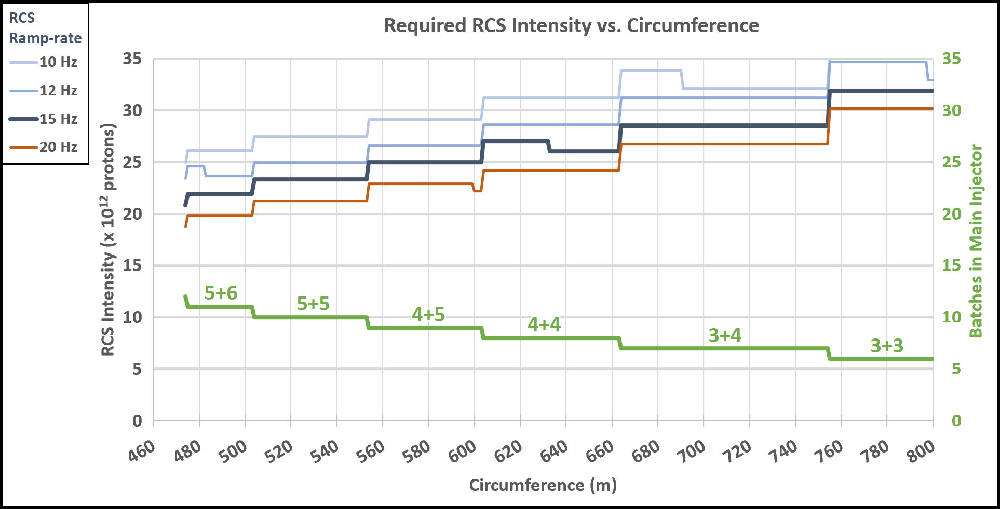 RCS
Ramp-rate
10 Hz
12 Hz
15 Hz
20 Hz
Required RCS Intensity vs. Circumference
RCS Intensity (x 10¹² protons)
35
30
25
20
15
10
5
0
5+6
5+5
4+5
4+4
3+4
3+3
35
30
25
20
15
10
5
0
Batches in Main Injector
460 480 500 520 540 560 580 600 620 640 660 680 700 720 740 760 780 800
Circumference (m)